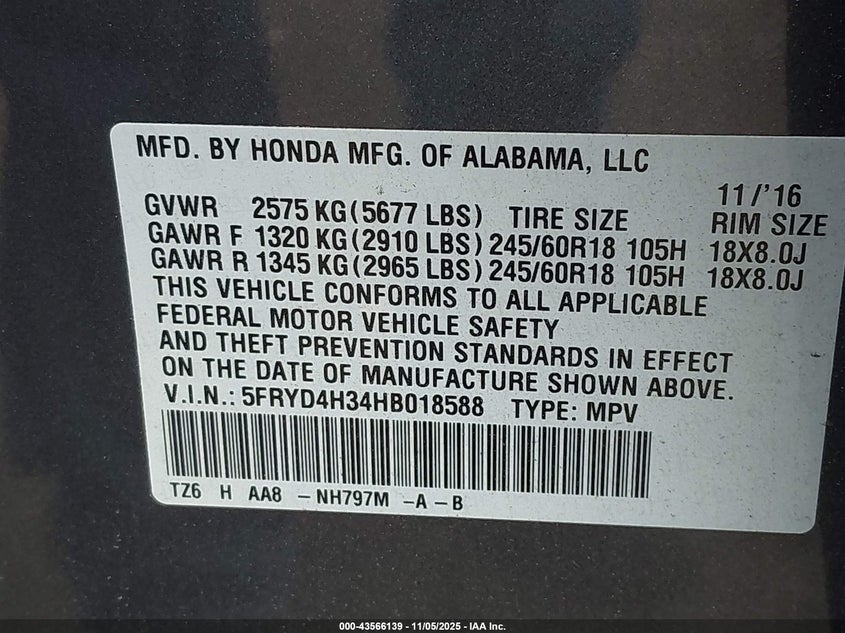 MFD. BY HONDA MFG. OF ALABAMA, LLC
11/'16
GVWR 2575 KG(5677 LBS) TIRE SIZE RIM SIZE
GAWR F 1320 KG(2910 LBS) 245/60R18 105H 18X8.0J
GAWR R 1345 KG(2965 LBS) 245/60R18 105H 18X8.0J
THIS VEHICLE CONFORMS TO ALL APPLICABLE
FEDERAL MOTOR VEHICLE SAFETY
AND THEFT PREVENTION STANDARDS IN EFFECT
ON THE DATE OF MANUFACTURE SHOWN ABOVE.
V.I.N.: 5FRYD4H34HB018588 TYPE: MPV
TZ6 H AA8 -NH797M -A-B
000-43566139 - 11/05/2025 - IAA Inc.